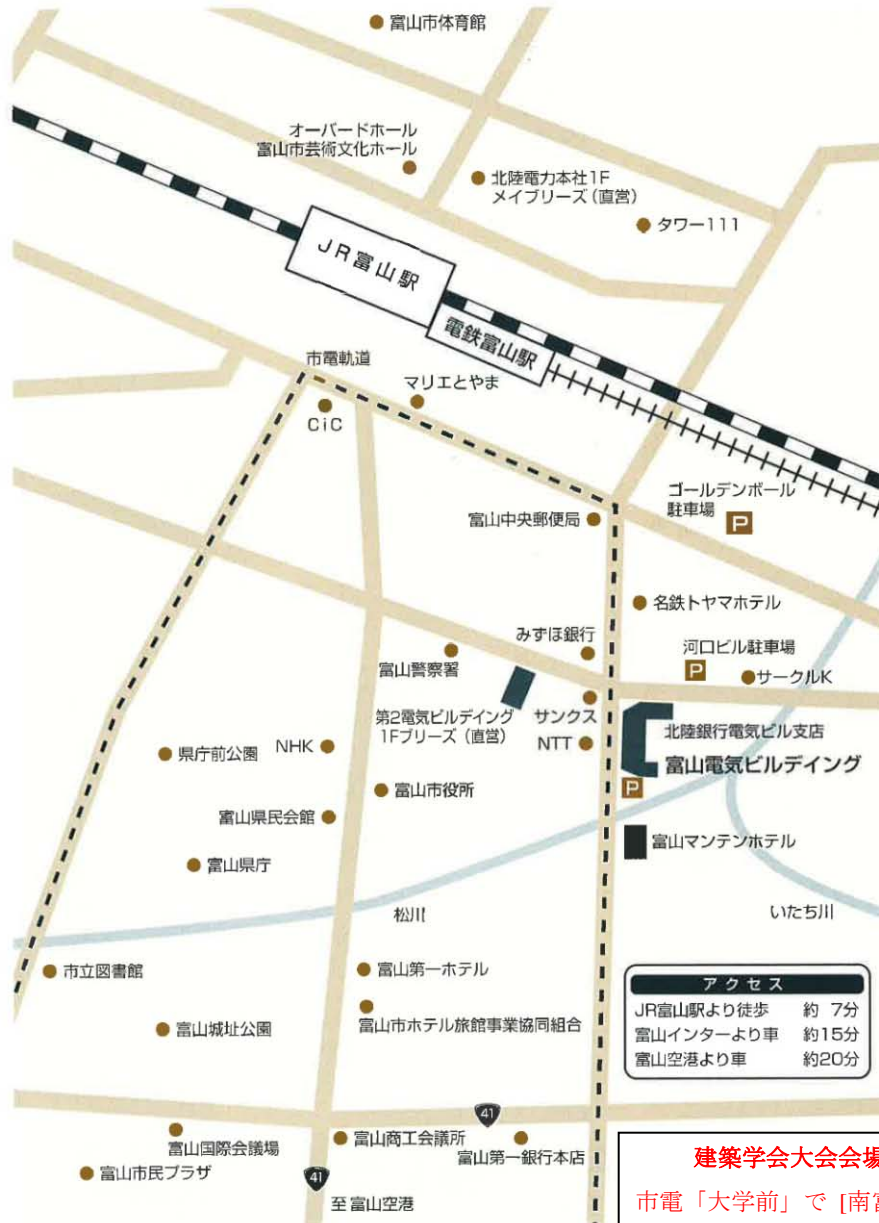 富山市体育館
オーバードホール
富山市芸術文化ホール
北陸電力本社1F
メイプリーズ（直営）
タワー111
JR富山駅
電鉄富山駅
市電軌道
マリエとやま
CiC
ゴールデンボール
駐車場
P
富山中央郵便局
名鉄トヤマホテル
みずほ銀行
河口ビル駐車場
P
サークルK
富山警察署
第2電気ビルデイング
1Fブリーズ（直営）
サンクス
NTT
北陸銀行電気ビル支店
富山電気ビルデイング
P
県庁前公園
NHK
富山市役所
富山県民会館
富山マンテンホテル
富山県庁
松川
いたち川
市立図書館
富山第一ホテル
富山城址公園
富山市ホテル旅館事業協同組合
アクセス
JR富山駅より徒歩 約 7分
富山インターより車 約15分
富山空港より車 約20分
41
富山国際会議場
富山商工会議所
富山第一銀行本店
富山市民プラザ
41
至富山空港
建築学会大会会場
市電「大学前」で [南富